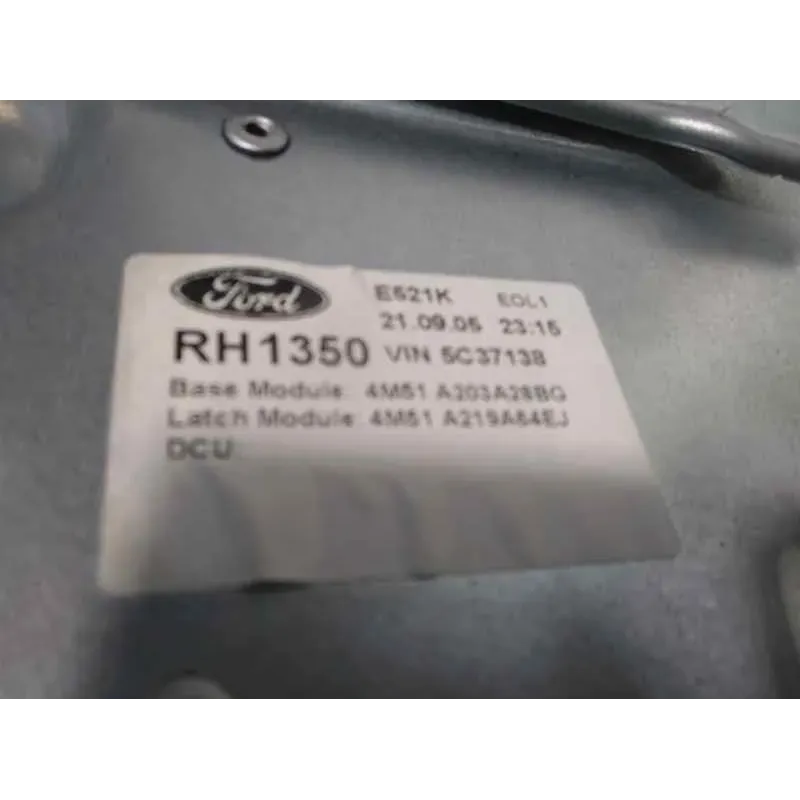 Ford E521K EOL1
21.09.05 23:15
RH1350 VIN 5C37138
Base Module: 4M51 A203A28BG
Latch Module: 4M51 A219A64EJ
DCU: